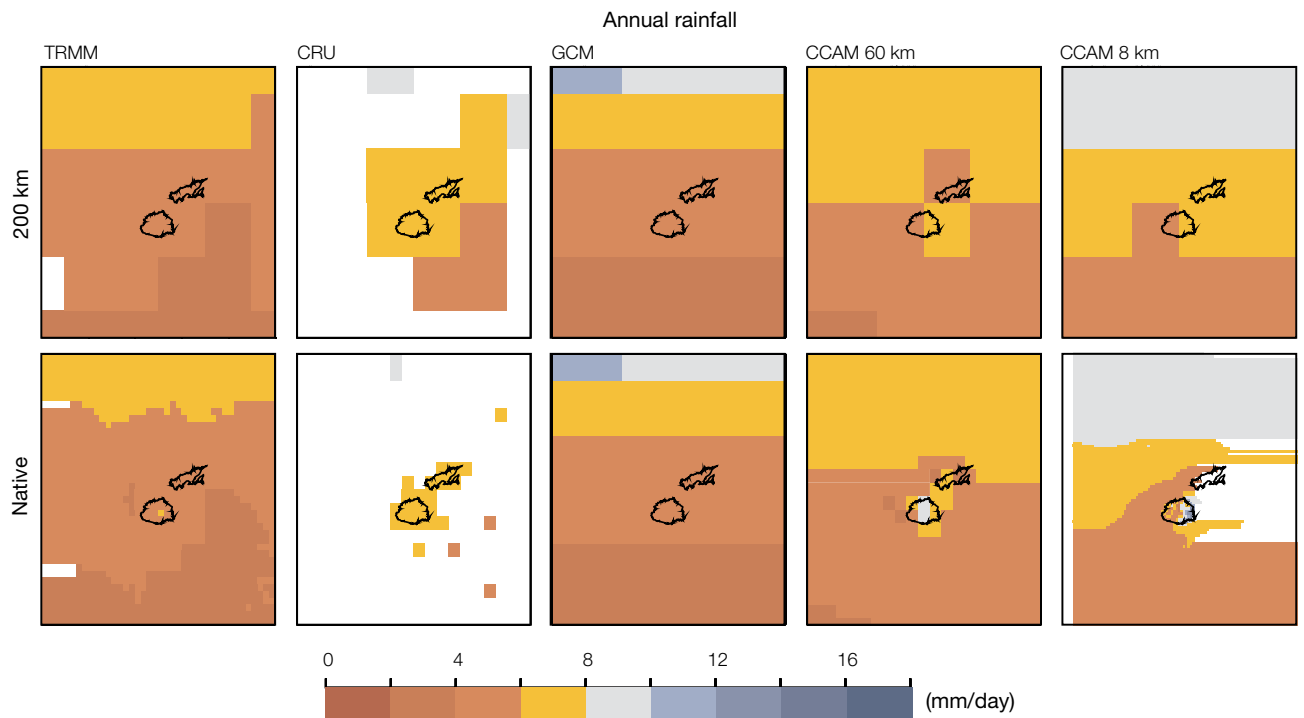 Annual rainfall
TRMM CRU GCM CCAM 60 km CCAM 8 km
200 km
Native
0 4 8 12 16
(mm/day)